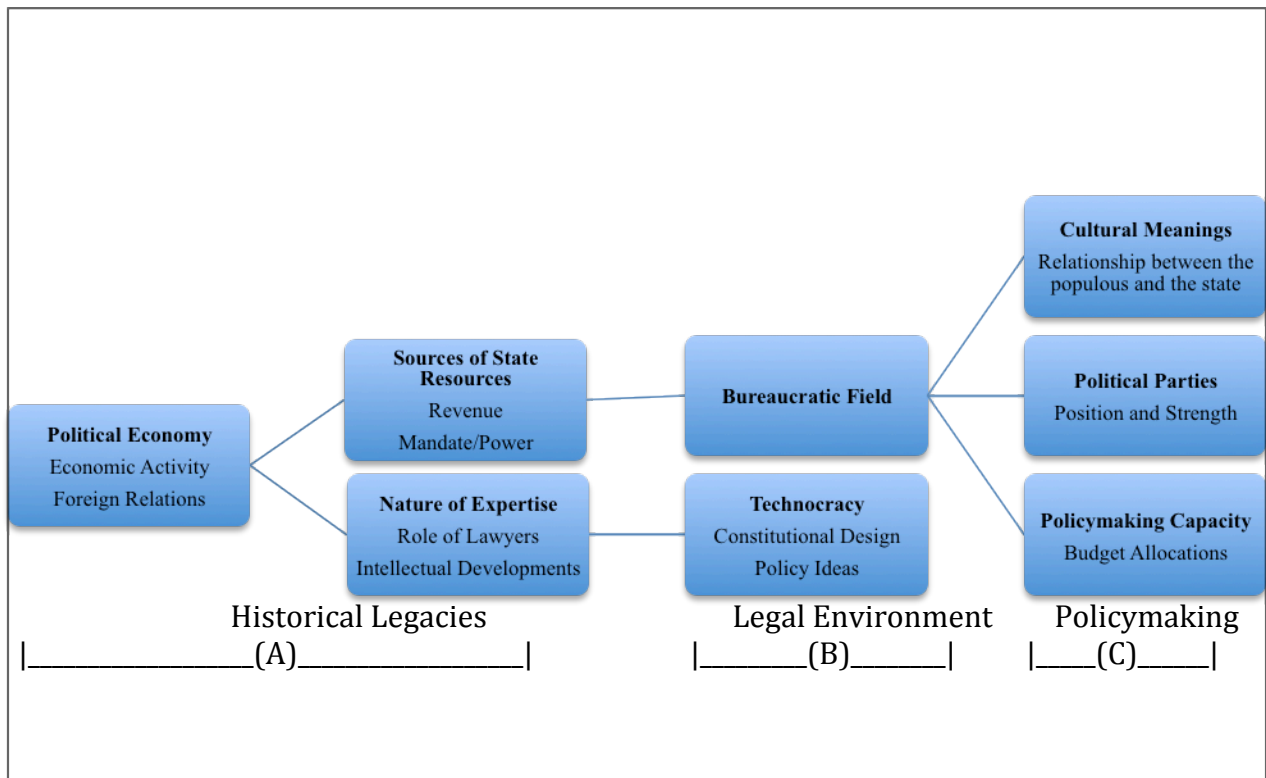 Political Economy
Economic Activity
Foreign Relations
Sources of State
Resources
Revenue
Mandate/Power
Nature of Expertise
Role of Lawyers
Intellectual Developments
Bureaucratic Field
Technocracy
Constitutional Design
Policy Ideas
Cultural Meanings
Relationship between the
populous and the state
Political Parties
Position and Strength
Policymaking Capacity
Budget Allocations
Historical Legacies Legal Environment Policymaking
|___________________(A)___________________| |_________(B)________| |_____(C)______|